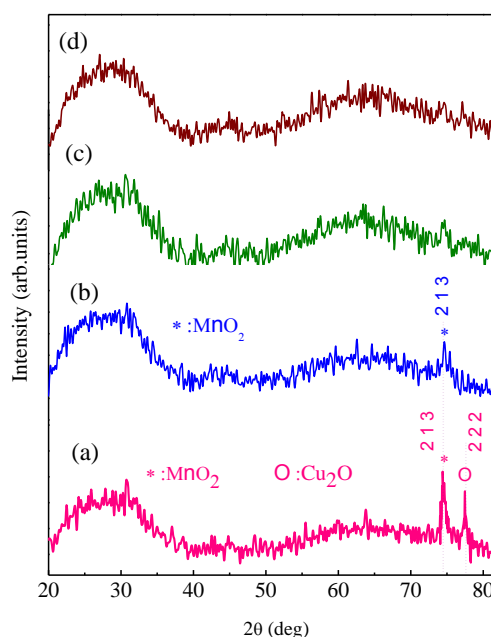 (d)
(c)
Intensity (arb.units)
(b)
* :MnO₂
* 213
(a)
213
*
222
O
* :MnO₂ O :Cu₂O
20 30 40 50 60 70 80
2θ (deg)